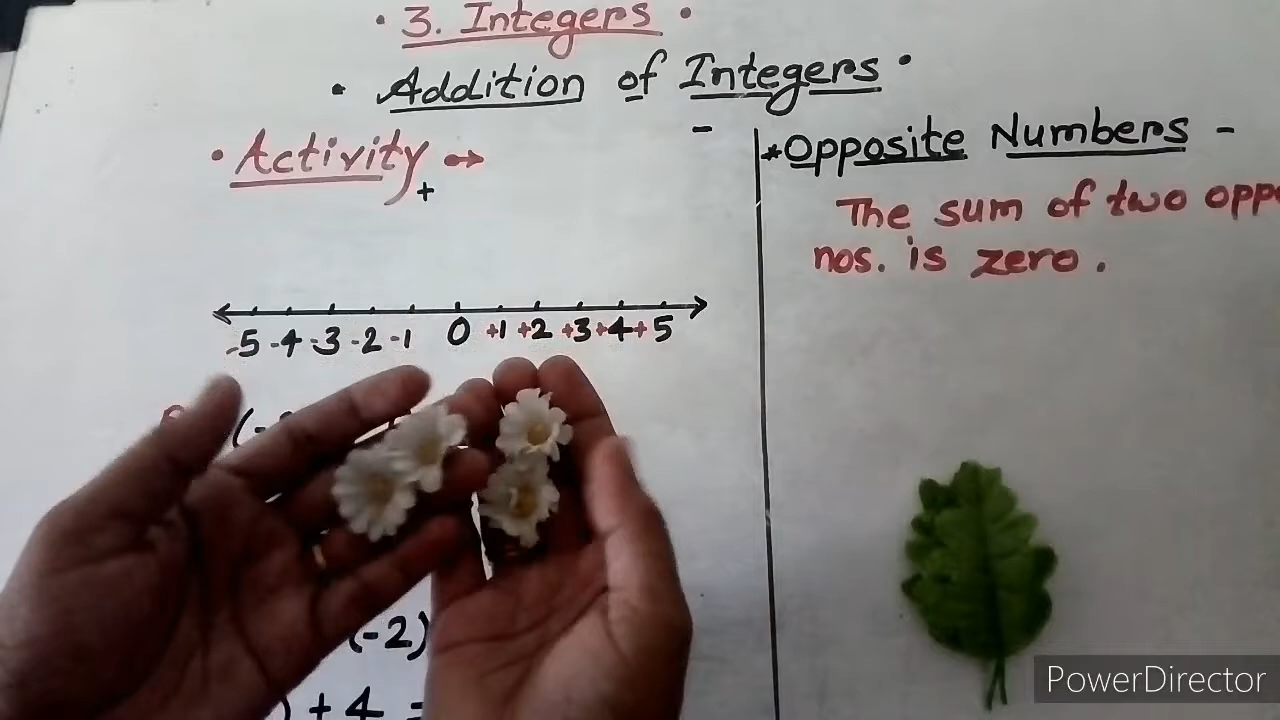 • 3. Integers •
• Addition of Integers •
• Activity →
+
-
-5 -4 -3 -2 -1 0 +1 +2 +3 +4 +5
(-2)
) + 4 =
* Opposite Numbers -
The sum of two oppo
nos. is zero.
PowerDirector